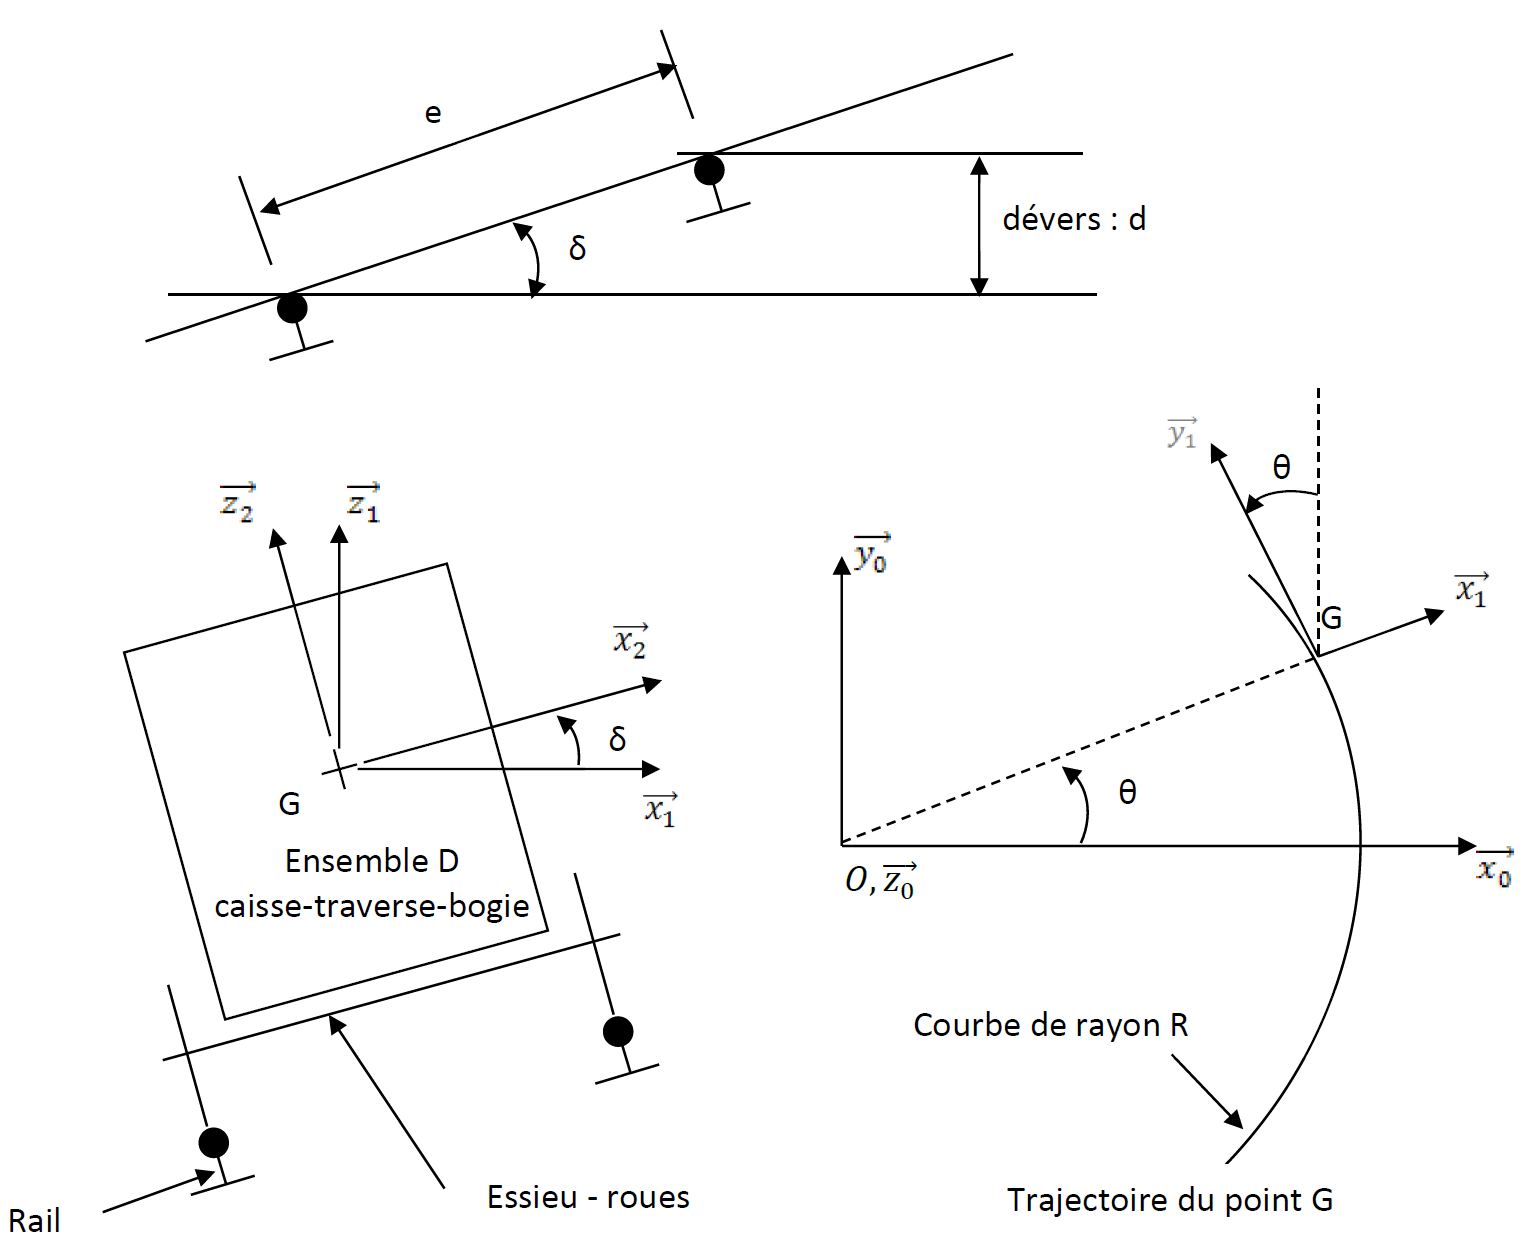 e
δ
dévers : d
$\overrightarrow{z_2}$
$\overrightarrow{z_1}$
$\overrightarrow{x_2}$
δ
$\overrightarrow{x_1}$
G
Ensemble D
caisse-traverse-bogie
Rail
Essieu - roues
$\overrightarrow{y_1}$
θ
$\overrightarrow{y_0}$
$\overrightarrow{x_1}$
G
θ
$O, \overrightarrow{z_0}$
$\overrightarrow{x_0}$
Courbe de rayon R
Trajectoire du point G